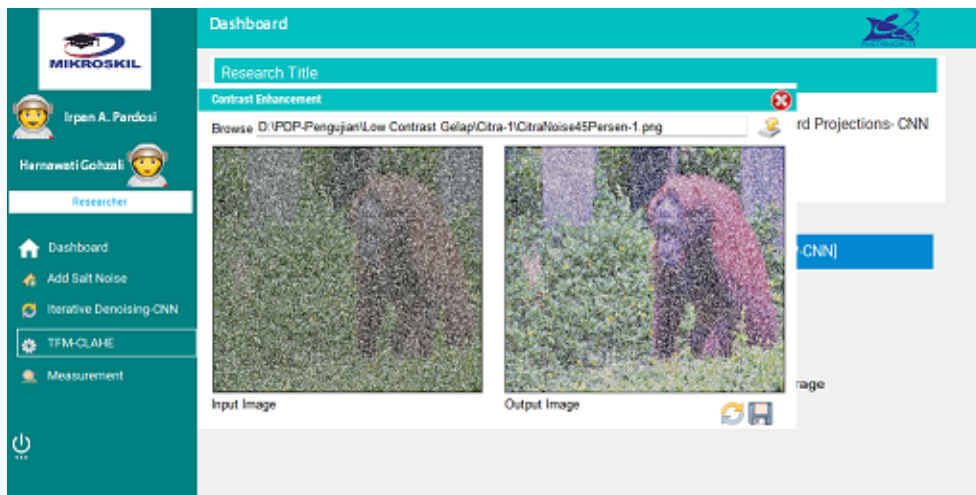 MIKROSKIL
Irpan A. Pardosi
Hernawati Gohzali
Researcher
Dashboard
Add Salt Noise
Iterative Denoising-CNN
TFM-CLAHE
Measurement
Dashboard
Research Title
Contrast Enhancement
Browse D:\PDP-Pengujian\Low Contrast Gelap\Citra-1\CitraNoise45Persen-1.png
rd Projections- CNN
-CNN]
rage
Input Image
Output Image